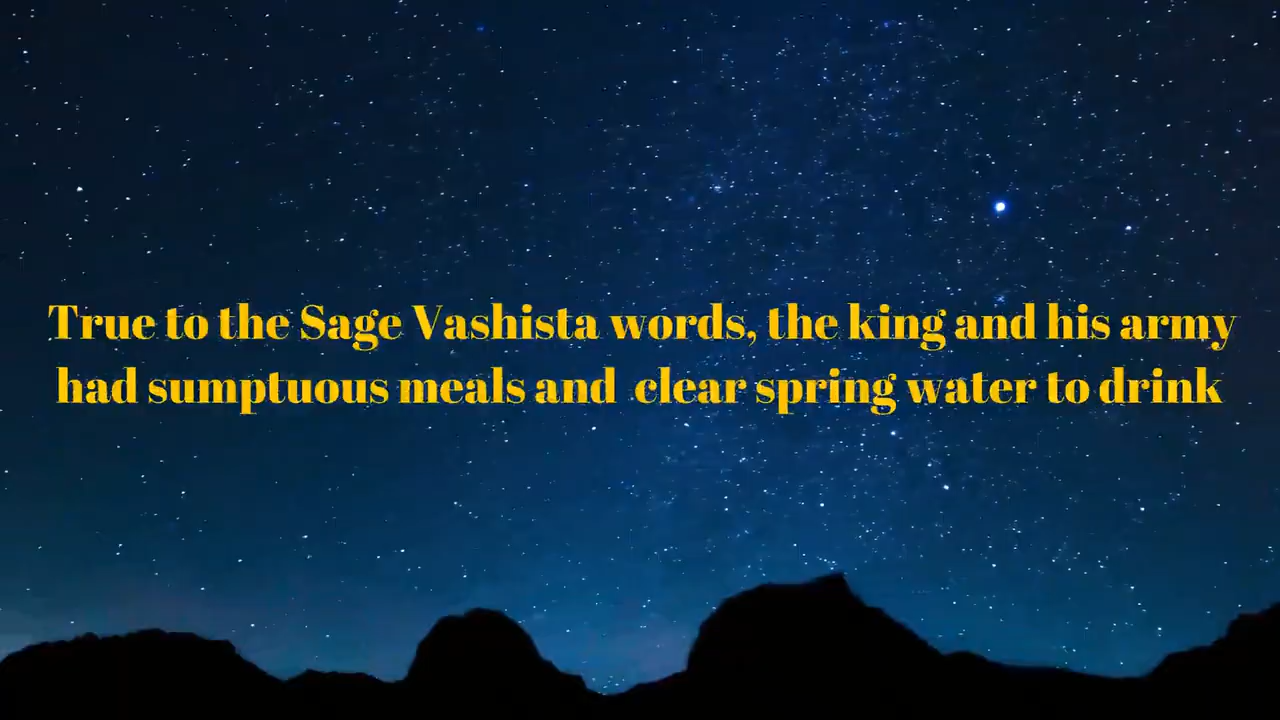 True to the Sage Vashista words, the king and his army
had sumptuous meals and  clear spring water to drink